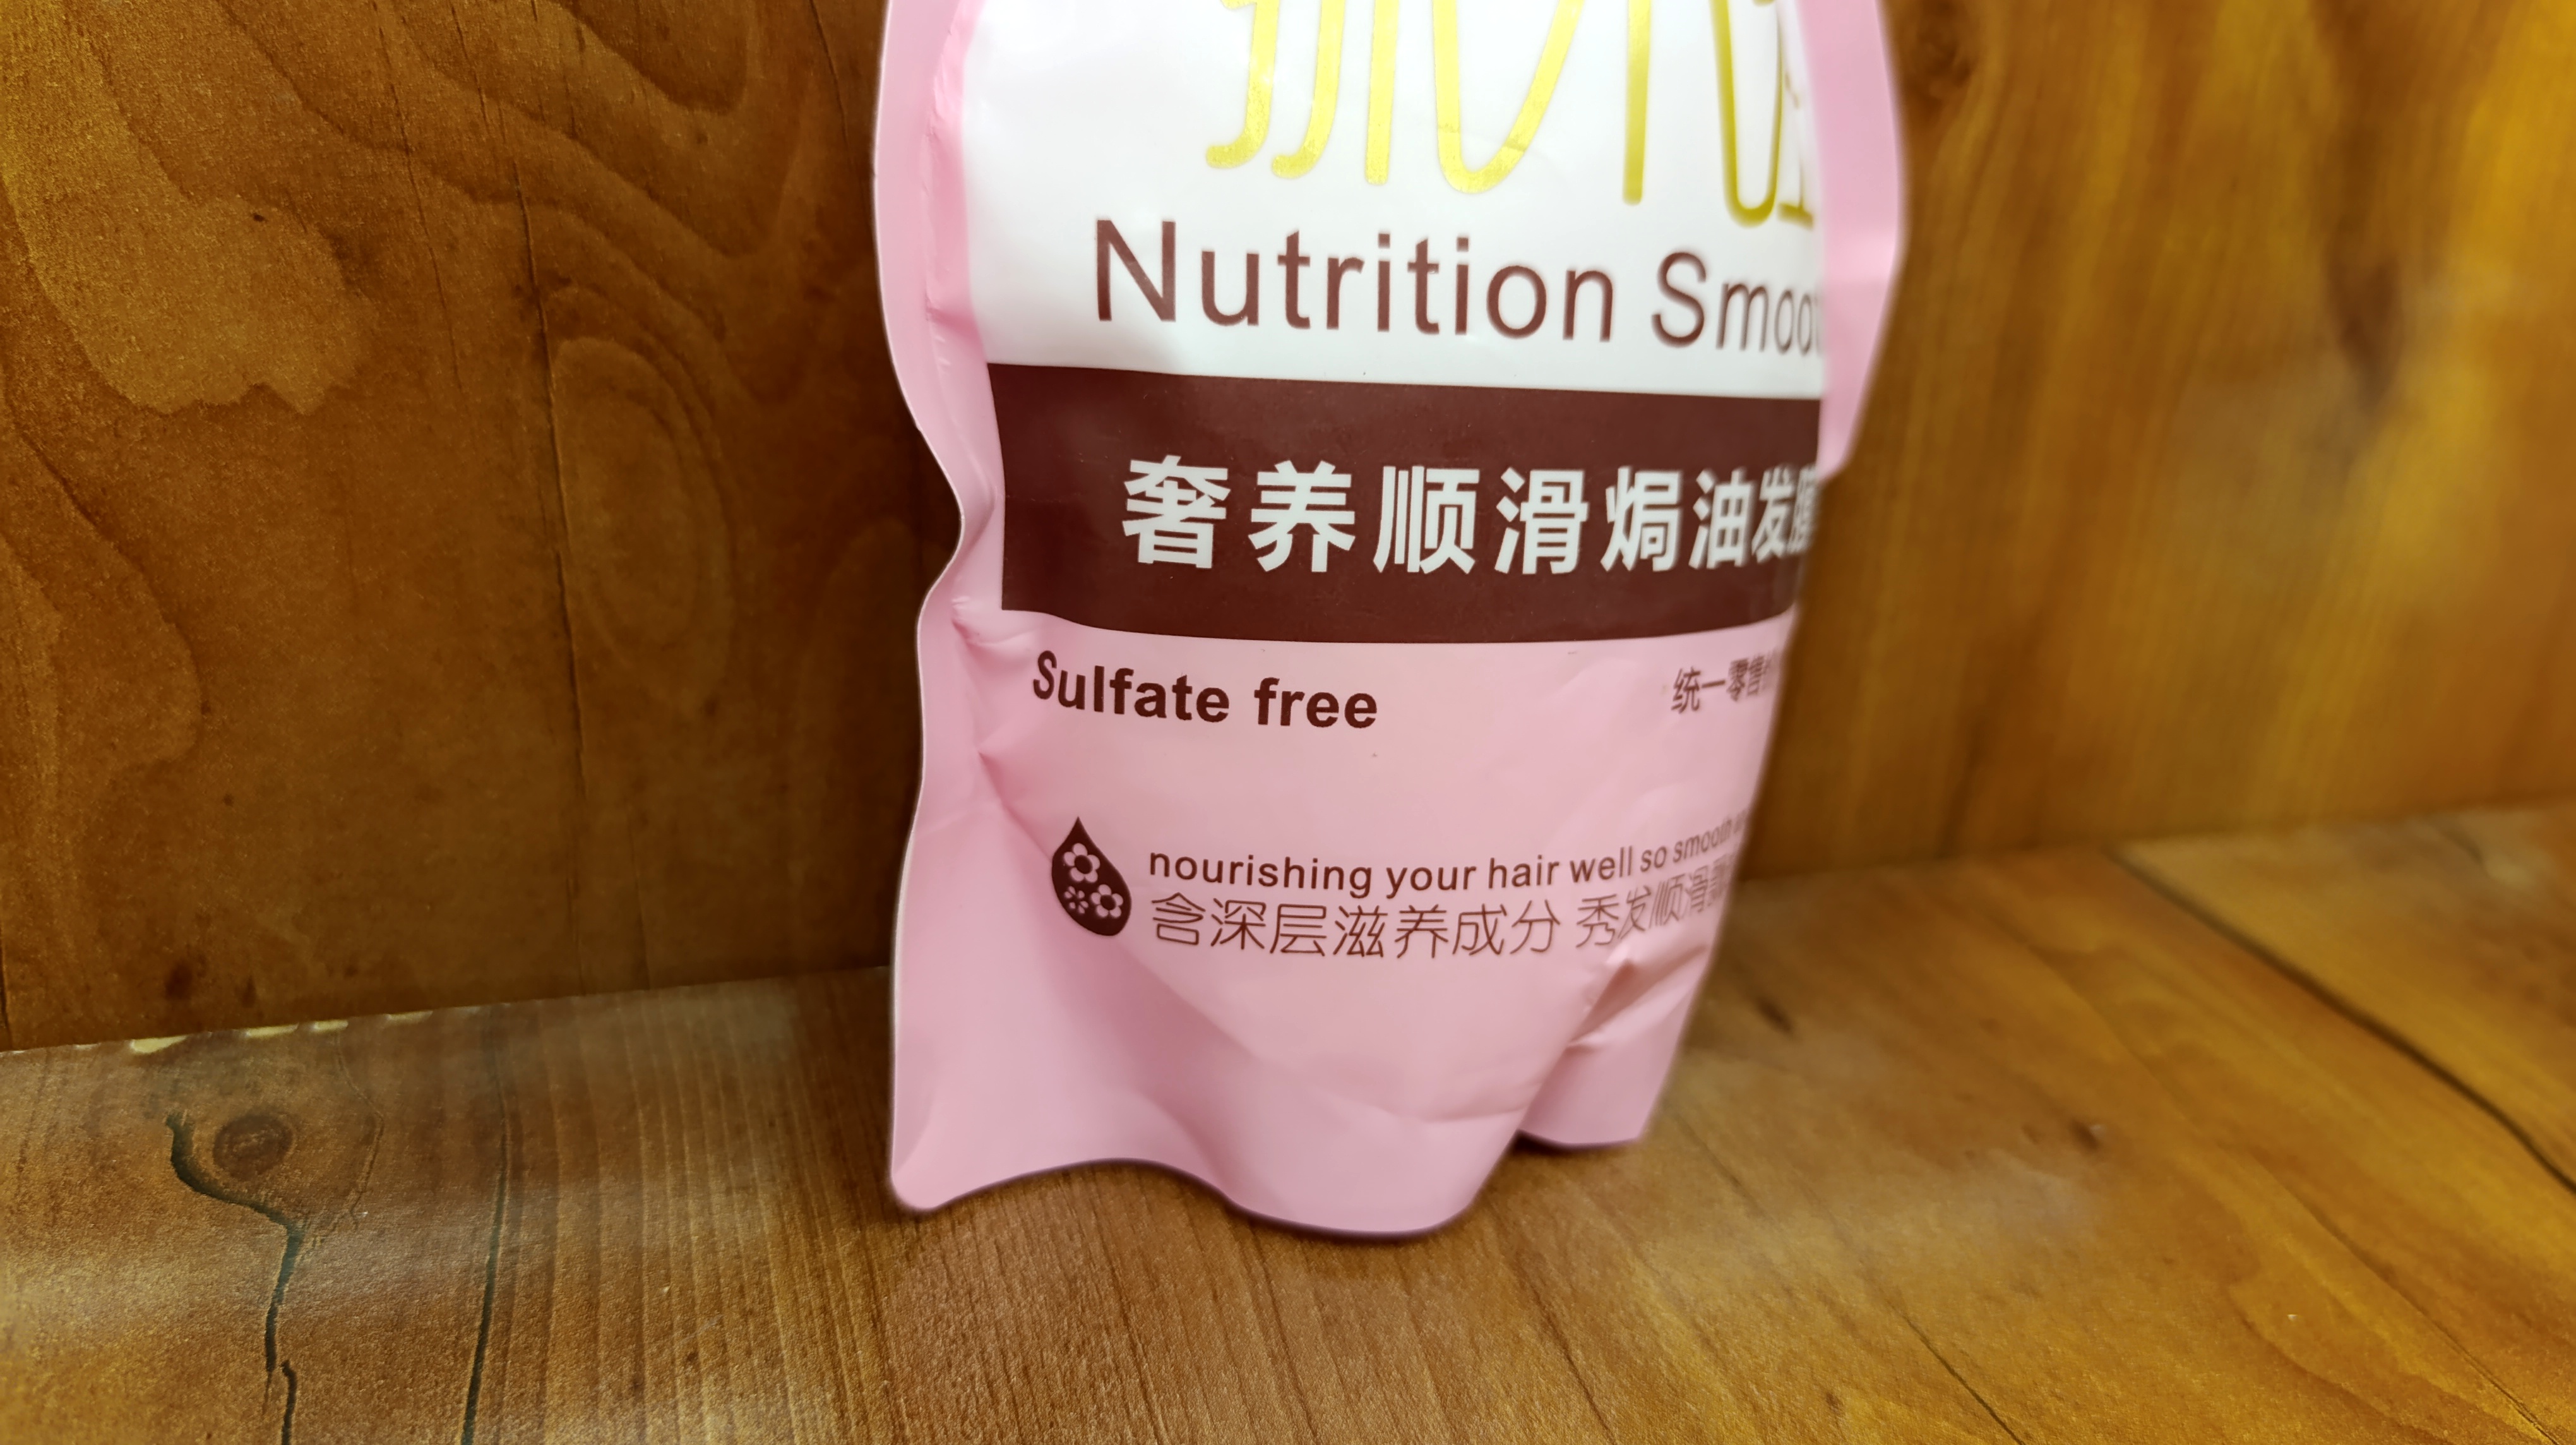 Nutrition
奢养顺滑焗油发膜
Sulfate free
统一零售
nourishing your hair well so smooth
含深层滋养成分 秀发顺滑